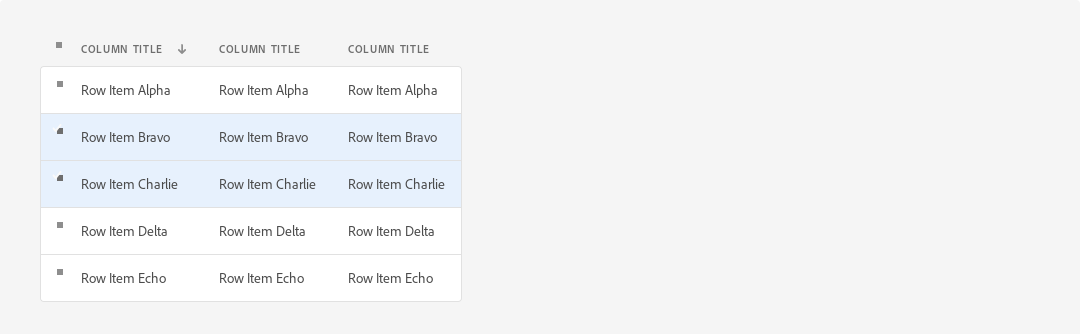 COLUMN TITLE COLUMN TITLE COLUMN TITLE
Row Item Alpha Row Item Alpha Row Item Alpha
Row Item Bravo Row Item Bravo Row Item Bravo
Row Item Charlie Row Item Charlie Row Item Charlie
Row Item Delta Row Item Delta Row Item Delta
Row Item Echo Row Item Echo Row Item Echo